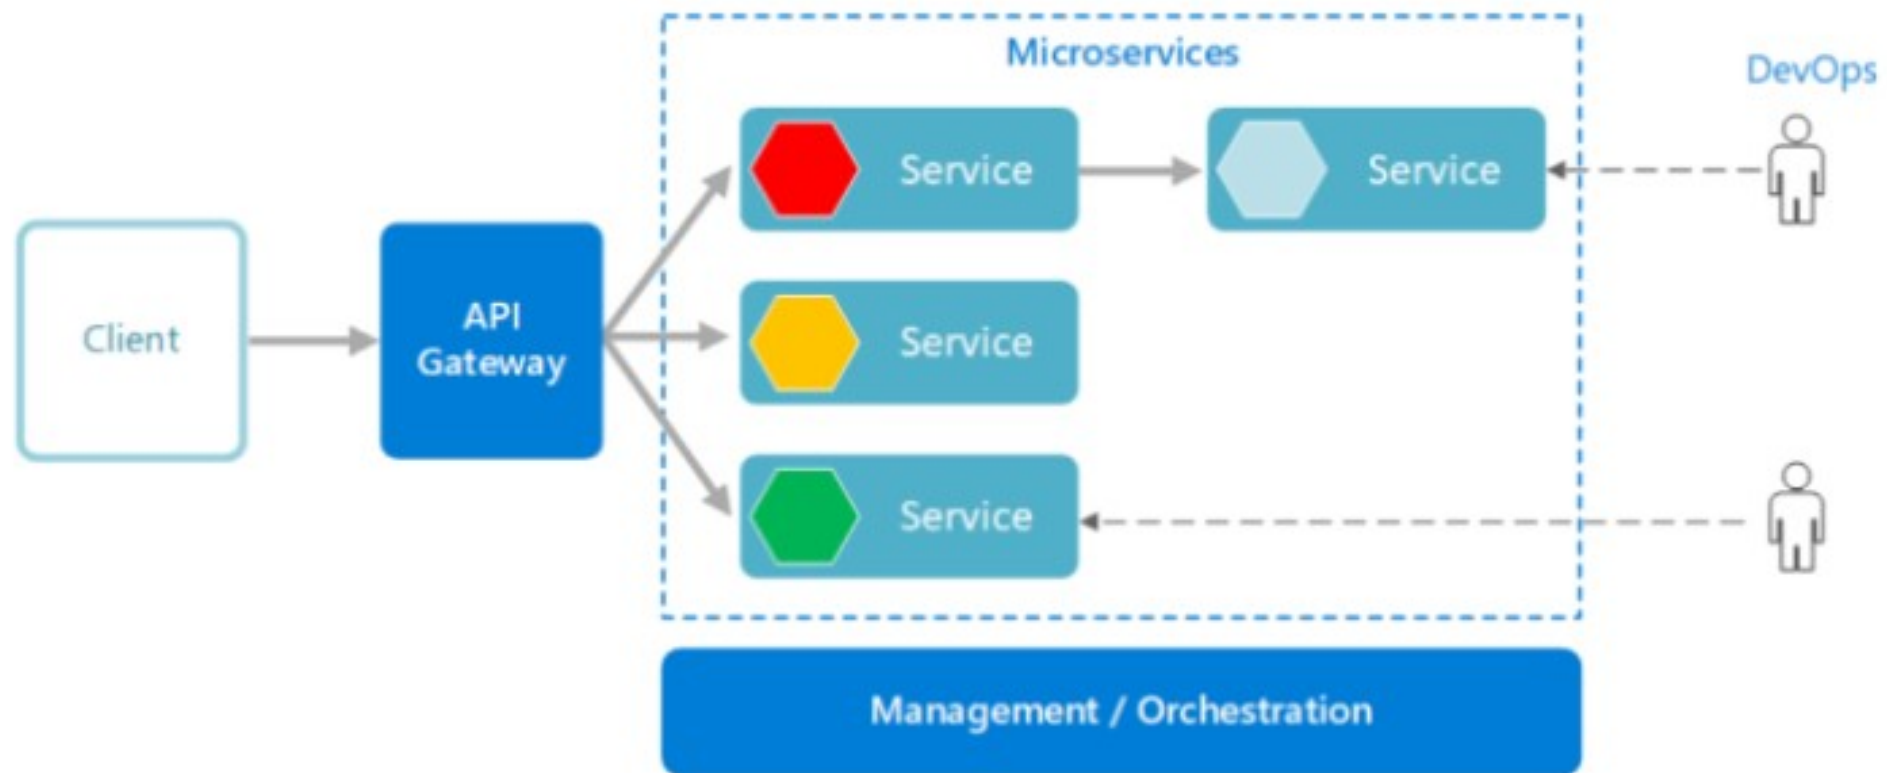 Microservices
DevOps
Service
Service
Client
API
Gateway
Service
Service
Management / Orchestration